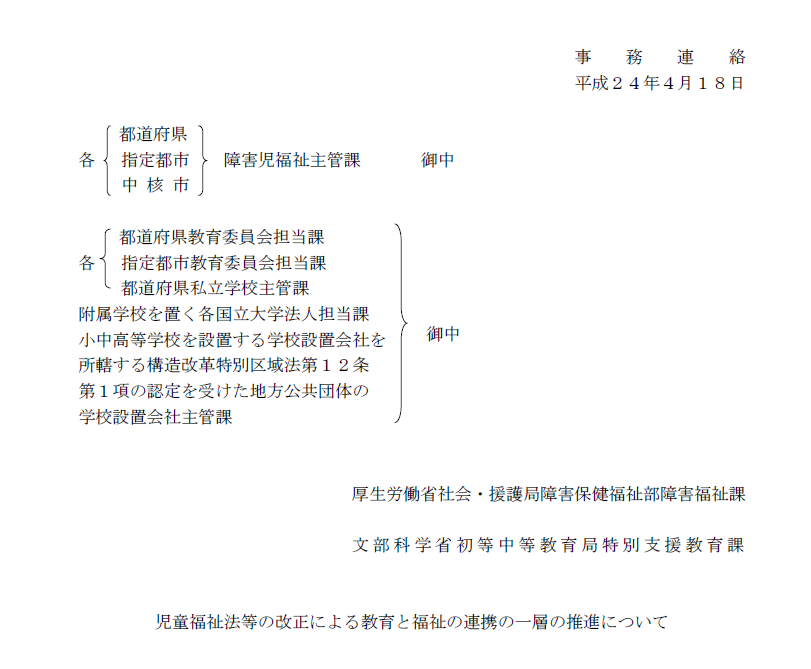 事務連絡
平成２４年４月１８日
都道府県
各 指定都市 障害児福祉主管課 御中
中核市
都道府県教育委員会担当課
各 指定都市教育委員会担当課
都道府県私立学校主管課
附属学校を置く各国立大学法人担当課
小中高等学校を設置する学校設置会社を 御中
所轄する構造改革特別区域法第１２条
第１項の認定を受けた地方公共団体の
学校設置会社主管課
厚生労働省社会・援護局障害保健福祉部障害福祉課
文部科学省初等中等教育局特別支援教育課
児童福祉法等の改正による教育と福祉の連携の一層の推進について